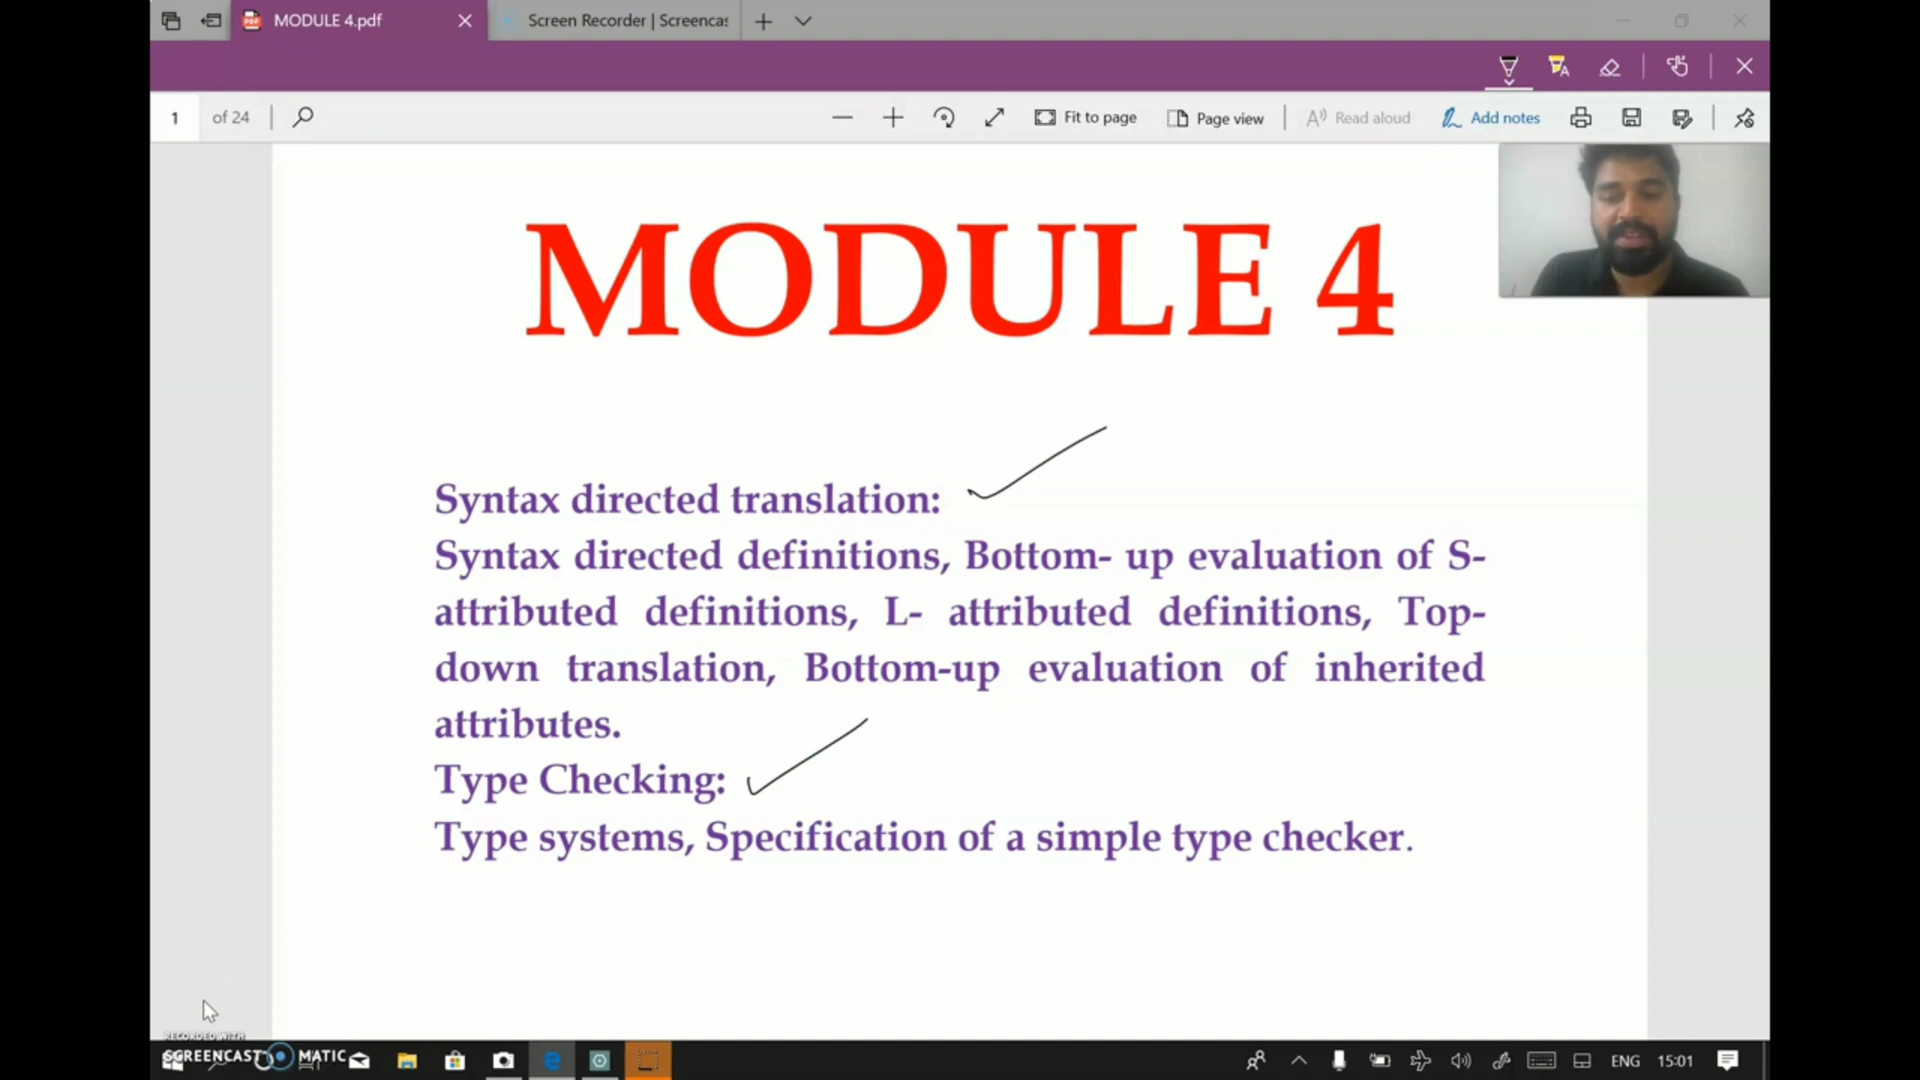 MODULE 4.pdf
Screen Recorder | Screencas
1 of 24
Fit to page
Page view
Read aloud
Add notes
MODULE 4
Syntax directed translation:
Syntax directed definitions, Bottom- up evaluation of S-
attributed definitions, L- attributed definitions, Top-
down translation, Bottom-up evaluation of inherited
attributes.
Type Checking:
Type systems, Specification of a simple type checker.
RECORDED WITH
SCREENCAST MATIC
ENG
15:01